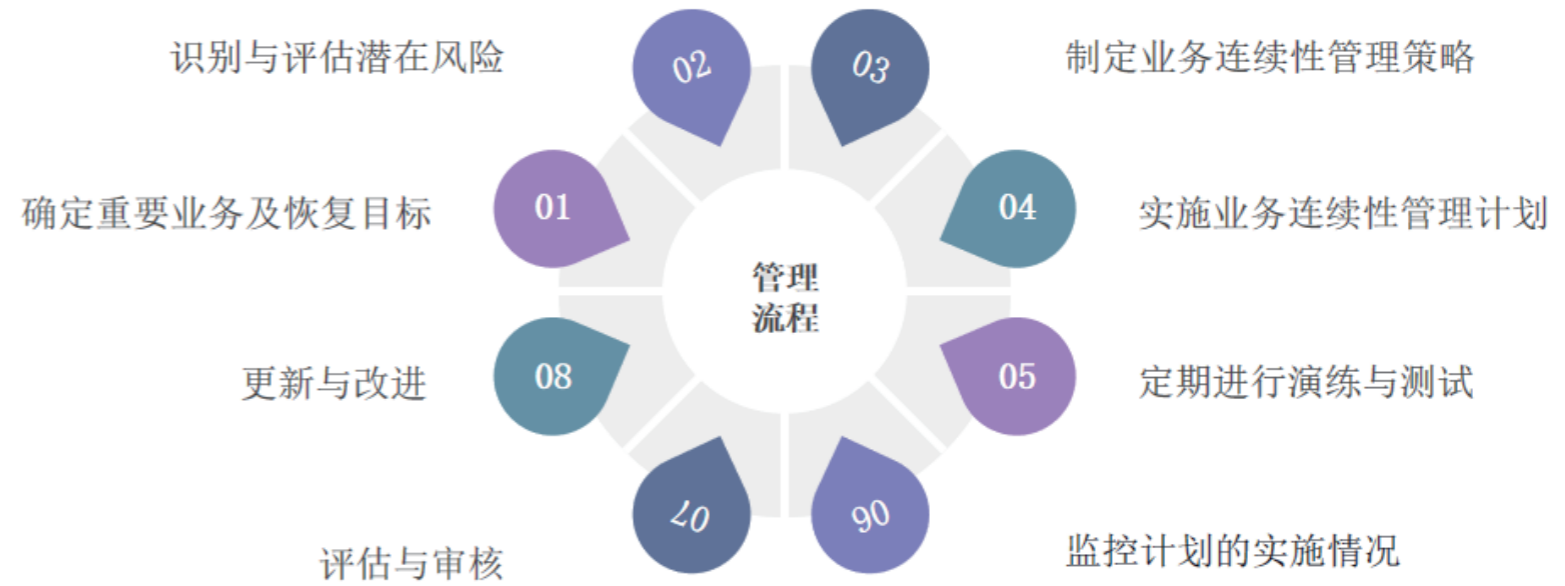 识别与评估潜在风险
02
03
制定业务连续性管理策略
确定重要业务及恢复目标
01
04
实施业务连续性管理计划
管理
流程
更新与改进
08
05
定期进行演练与测试
评估与审核
07
06
监控计划的实施情况